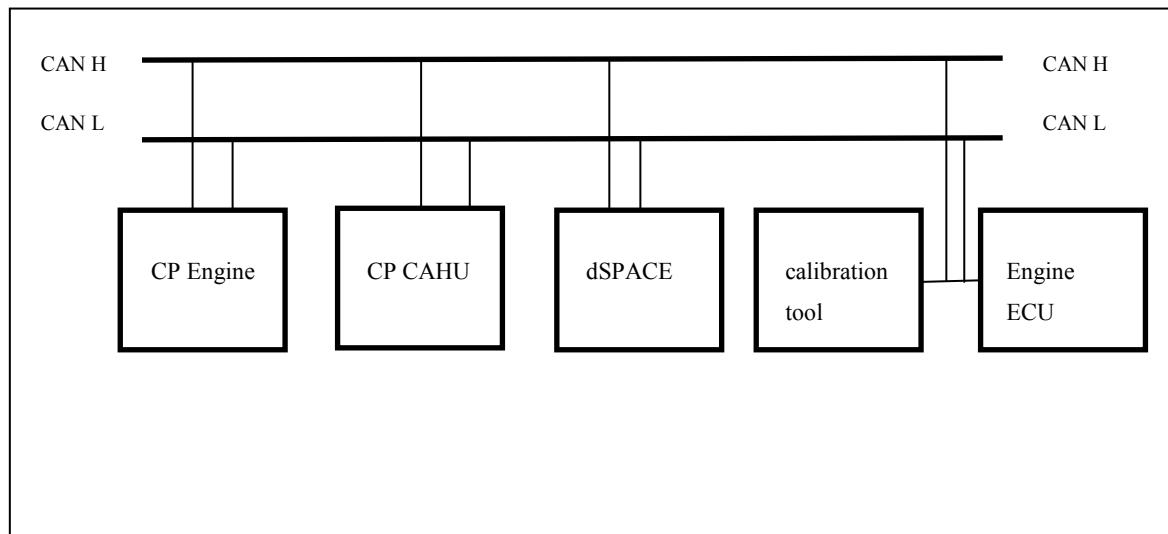 CAN H
CAN H
CAN L
CAN L
CP Engine
CP CAHU
dSPACE
calibration
tool
Engine
ECU